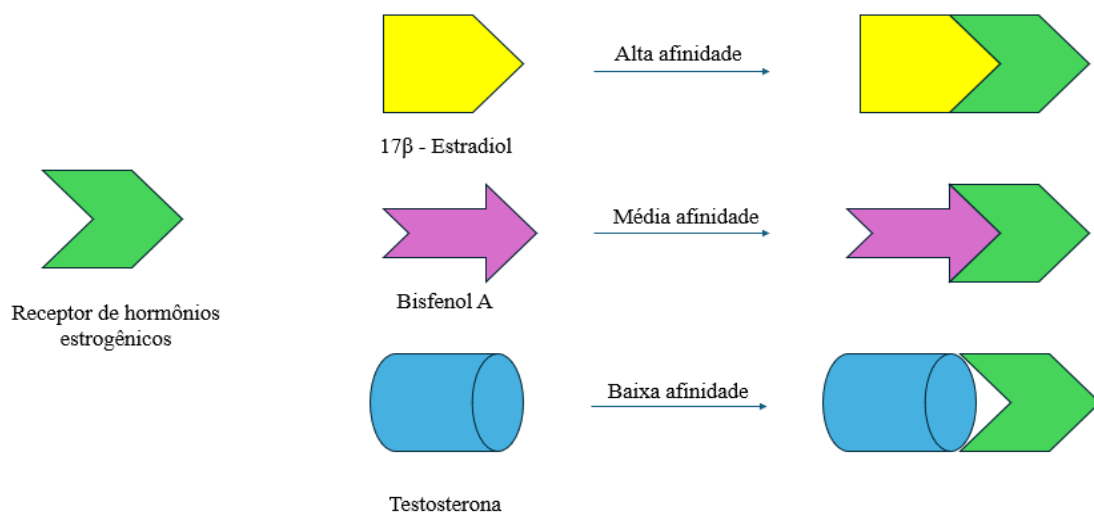 Alta afinidade
17β - Estradiol
Média afinidade
Bisfenol A
Receptor de hormônios
estrogênicos
Baixa afinidade
Testosterona